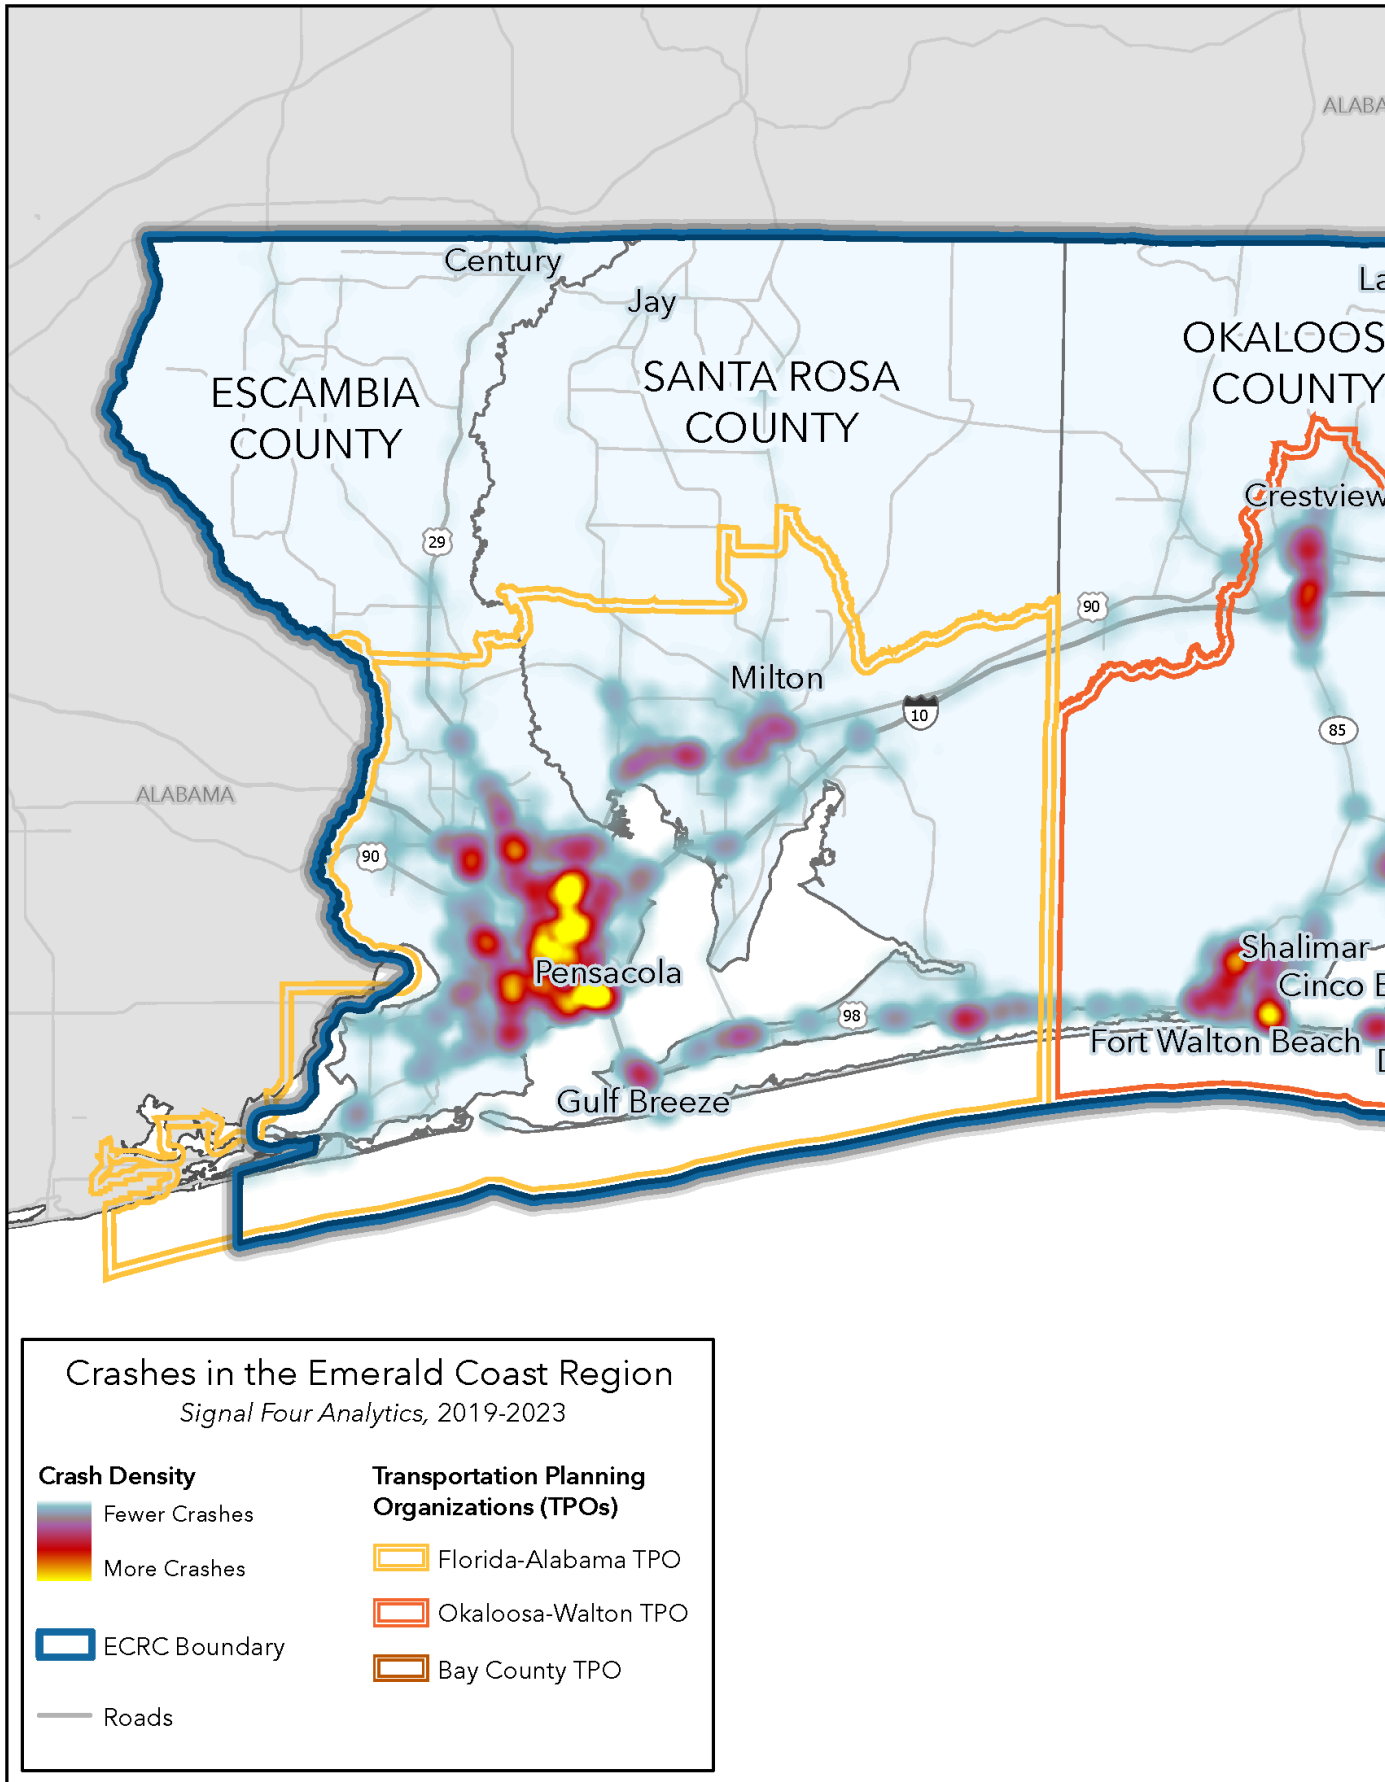 ALABA
Century
Jay
La
OKALOOS
COUNTY
SANTA ROSA
COUNTY
ESCAMBIA
COUNTY
Crestview
29
90
Milton
10
85
ALABAMA
90
Shalimar
Pensacola
Cinco B
98
Fort Walton Beach
D
Gulf Breeze
Crashes in the Emerald Coast Region
Signal Four Analytics, 2019-2023
Crash Density
Fewer Crashes
More Crashes
ECRC Boundary
Roads
Transportation Planning
Organizations (TPOs)
Florida-Alabama TPO
Okaloosa-Walton TPO
Bay County TPO